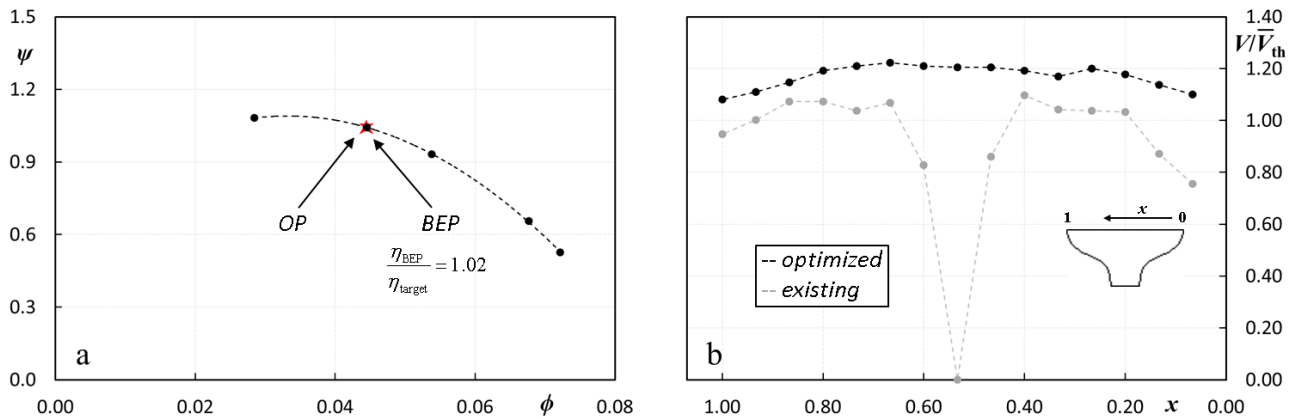 1.5
ψ
1.2
0.9
0.6
0.3
0.0
0.00 0.02 0.04 0.06 ϕ 0.08
OP BEP
η_BEP / η_target = 1.02
a
1.40
V/V̅_th
1.20
1.00
0.80
0.60
0.40
0.20
0.00
1 x 0
optimized
existing
b
1.00 0.80 0.60 0.40 0.20 x 0.00